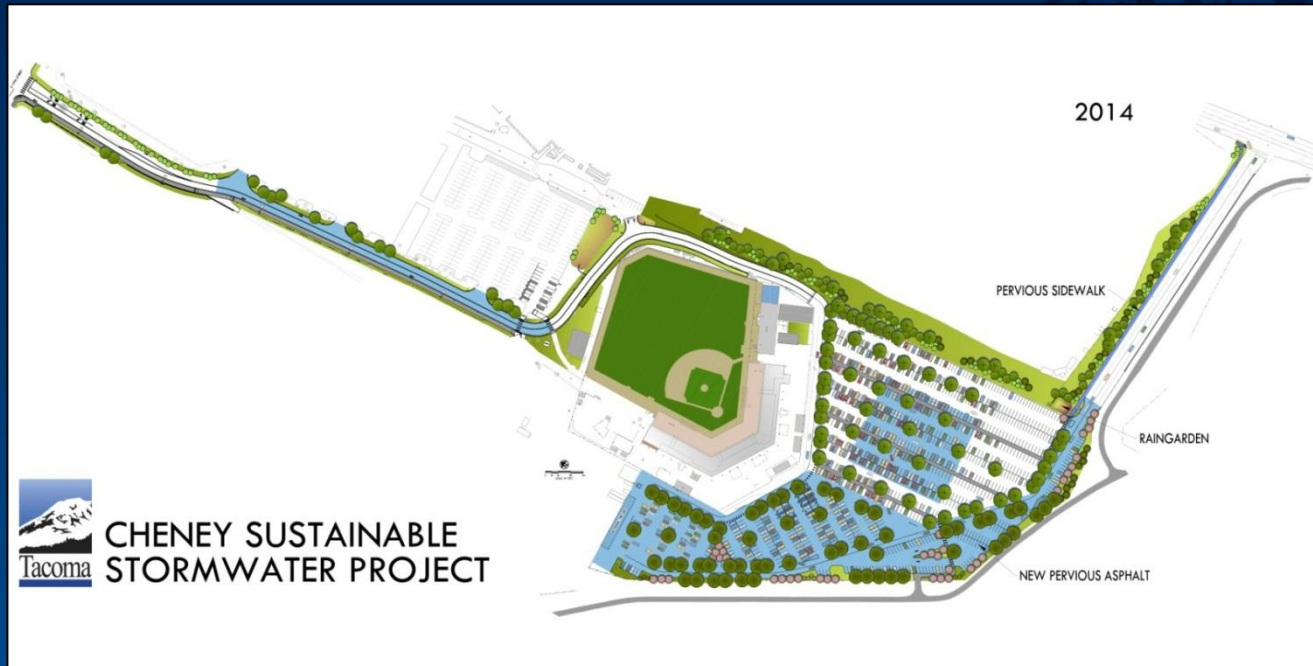 2014
PERVIOUS SIDEWALK
RAINGARDEN
NEW PERVIOUS ASPHALT
Tacoma
CHENEY SUSTAINABLE
STORMWATER PROJECT